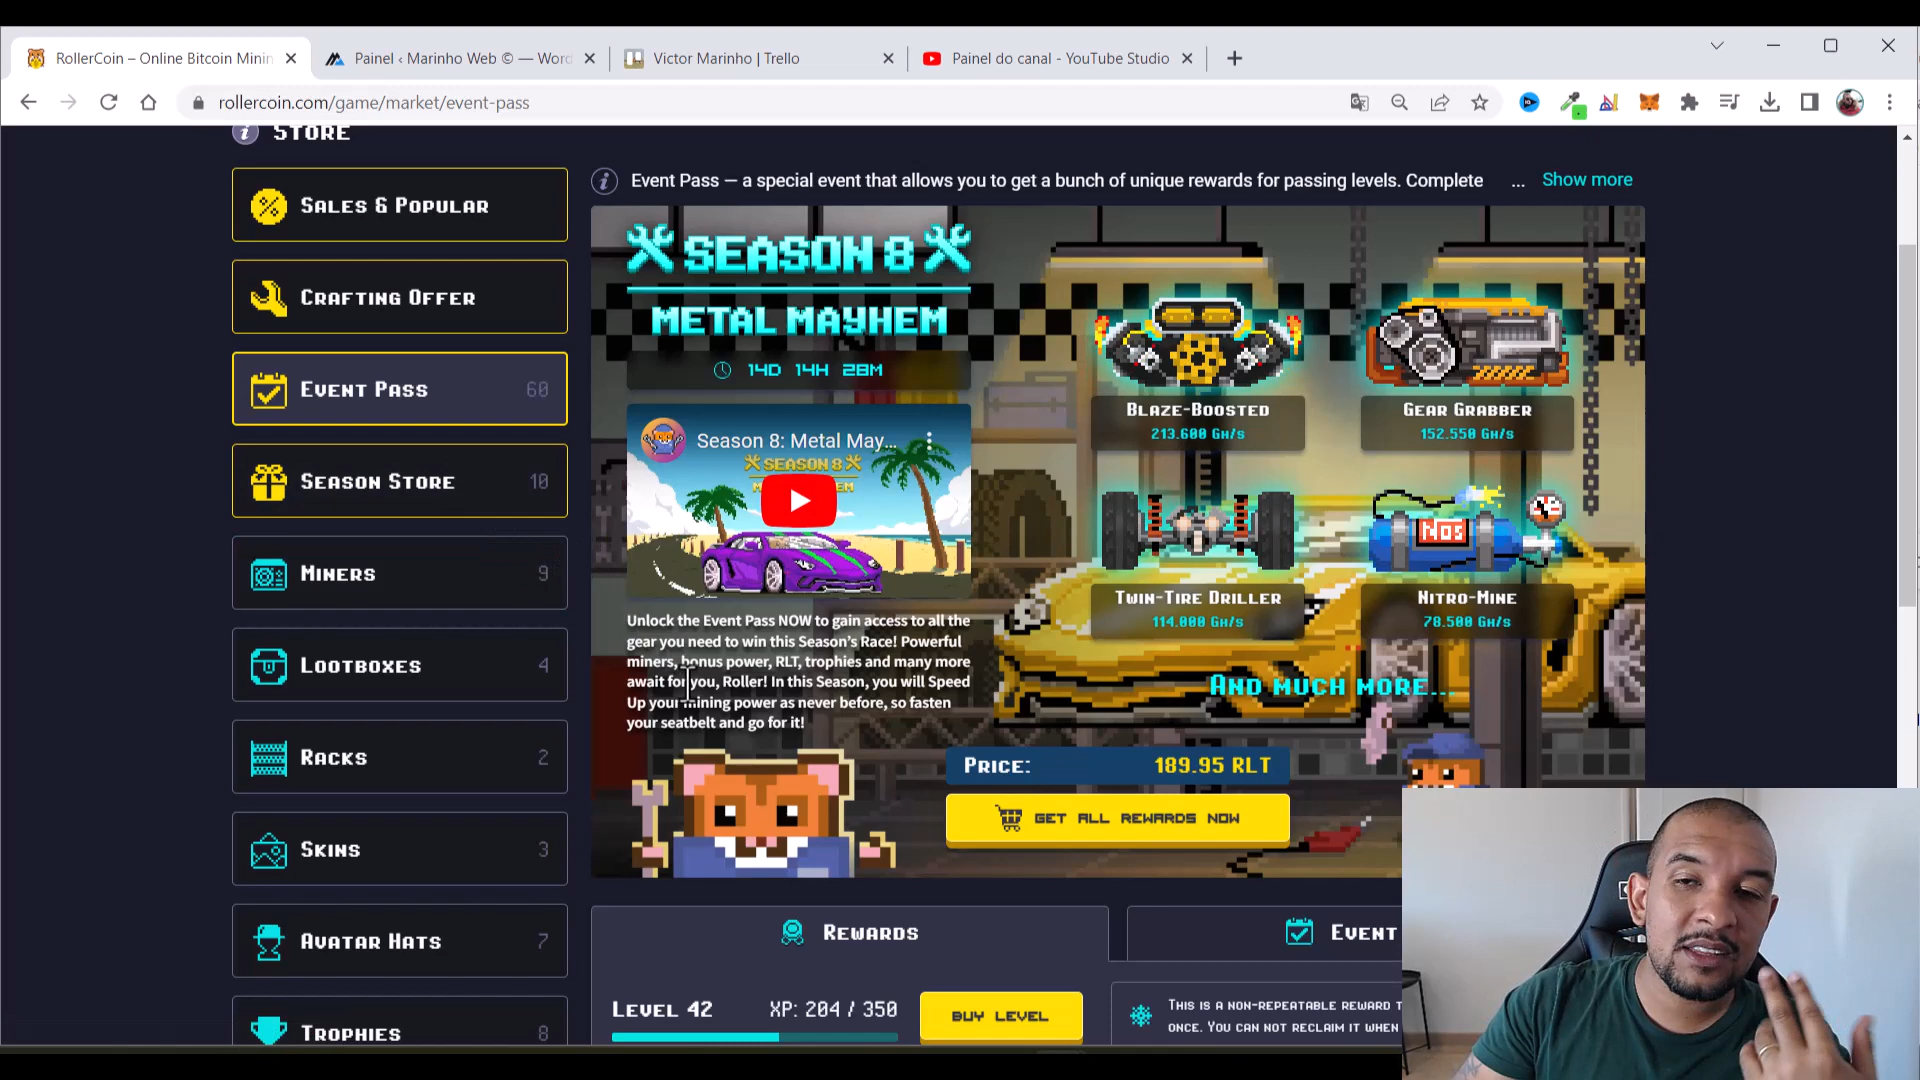 RollerCoin – Online Bitcoin Minin
Painel ‹ Marinho Web © — Word
Victor Marinho | Trello
Painel do canal - YouTube Studio
rollercoin.com/game/market/event-pass
STORE
SALES & POPULAR
CRAFTING OFFER
EVENT PASS 60
SEASON STORE 10
MINERS 9
LOOTBOXES 4
RACKS 2
SKINS 3
AVATAR HATS 7
TROPHIES 8
Event Pass — a special event that allows you to get a bunch of unique rewards for passing levels. Complete ... Show more
SEASON 8
METAL MAYHEM
14D 14H 28M
Season 8: Metal May...
SEASON 8
Unlock the Event Pass NOW to gain access to all the
gear you need to win this Season's Race! Powerful
miners, bonus power, RLT, trophies and many more
await for you, Roller! In this Season, you will Speed
Up your mining power as never before, so fasten
your seatbelt and go for it!
BLAZE-BOOSTED
213.600 GH/S
GEAR GRABBER
152.550 GH/S
TWIN-TIRE DRILLER
114.000 GH/S
NOS
NITRO-MINE
78.500 GH/S
AND MUCH MORE...
PRICE: 189.95 RLT
GET ALL REWARDS NOW
REWARDS
EVENT
LEVEL 42
XP: 204 / 350
BUY LEVEL
THIS IS A NON-REPEATABLE REWARD T
ONCE. YOU CAN NOT RECLAIM IT WHEN